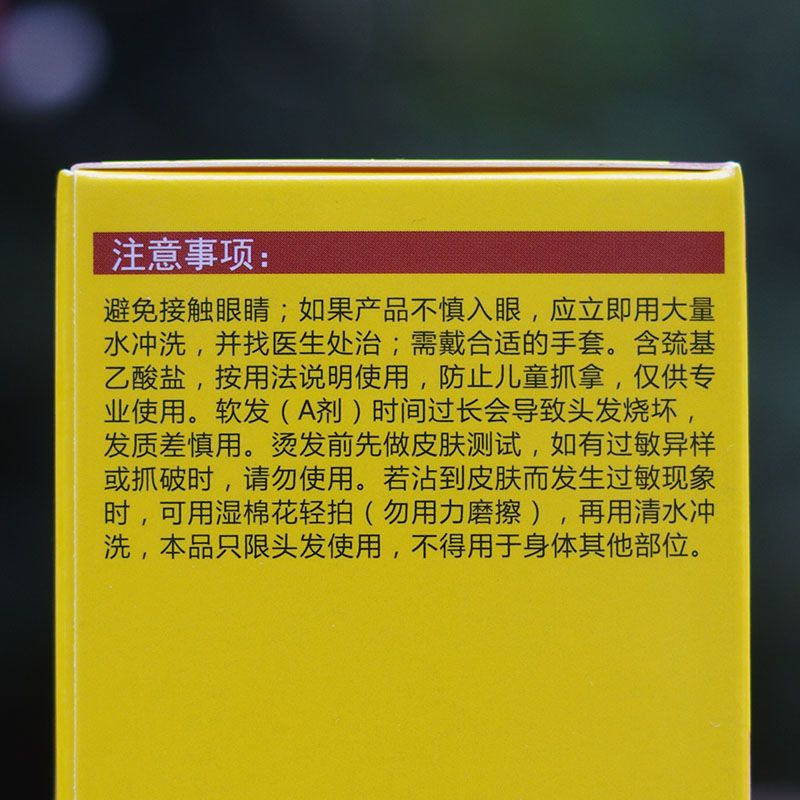 注意事项：
避免接触眼睛；如果产品不慎入眼，应立即用大量
水冲洗，并找医生处治；需戴合适的手套。含巯基
乙酸盐，按用法说明使用，防止儿童抓拿，仅供专
业使用。软发（A剂）时间过长会导致头发烧坏，
发质差慎用。烫发前先做皮肤测试，如有过敏异样
或抓破时，请勿使用。若沾到皮肤而发生过敏现象
时，可用湿棉花轻拍（勿用力磨擦），再用清水冲
洗，本品只限头发使用，不得用于身体其他部位。